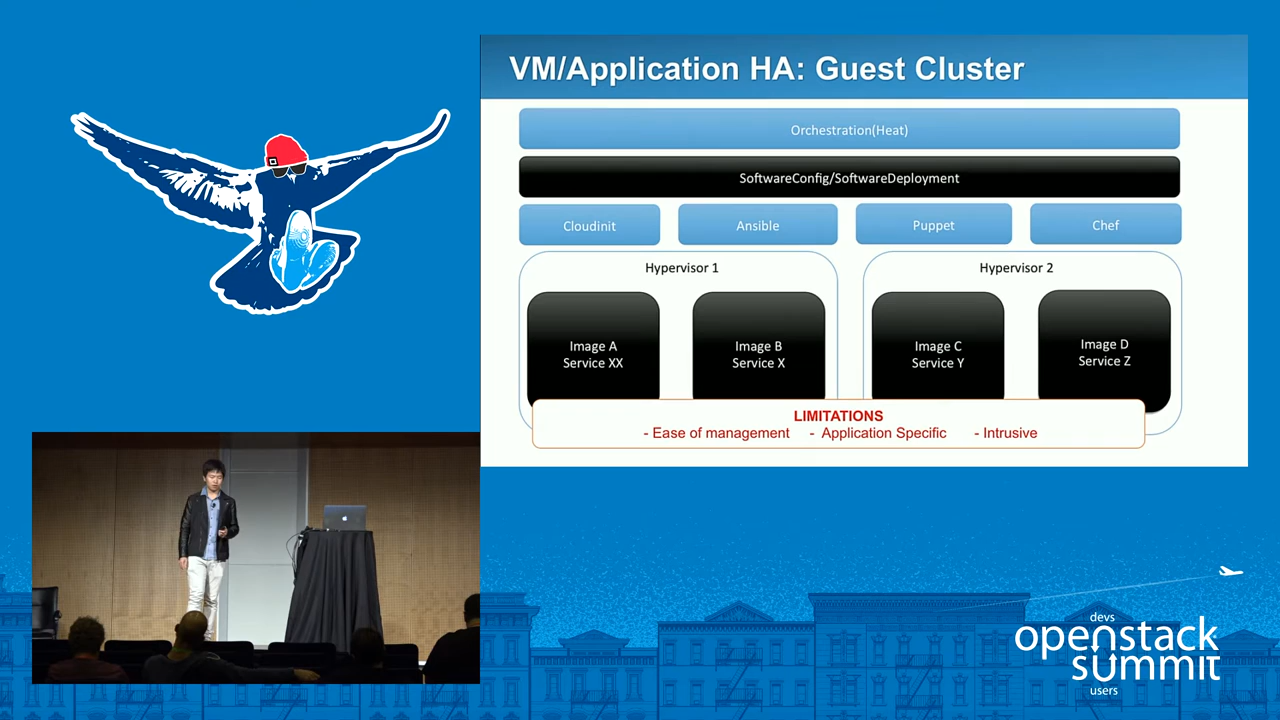 VM/Application HA: Guest Cluster
Orchestration(Heat)
SoftwareConfig/SoftwareDeployment
Cloudinit
Ansible
Puppet
Chef
Hypervisor 1
Hypervisor 2
Image A
Service XX
Image B
Service X
Image C
Service Y
Image D
Service Z
LIMITATIONS
- Ease of management - Application Specific - Intrusive
devs
openstack
summit
users